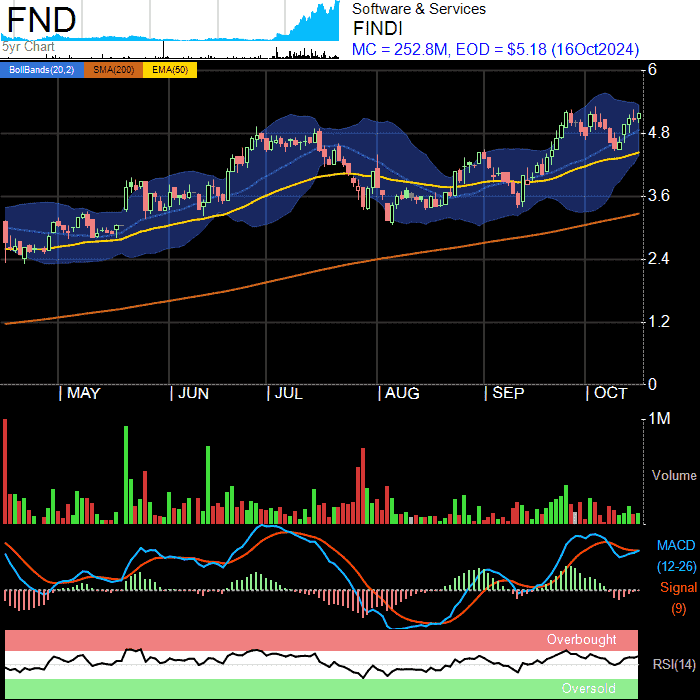 FND
5yr Chart
Software & Services
FINDI
MC = 252.8M, EOD = $5.18 (16Oct2024)
BollBands(20,2) SMA(200) EMA(50)
6
4.8
3.6
2.4
1.2
0
MAY JUN JUL AUG SEP OCT
1M
Volume
MACD
(12-26)
Signal
(9)
Overbought
RSI(14)
Oversold